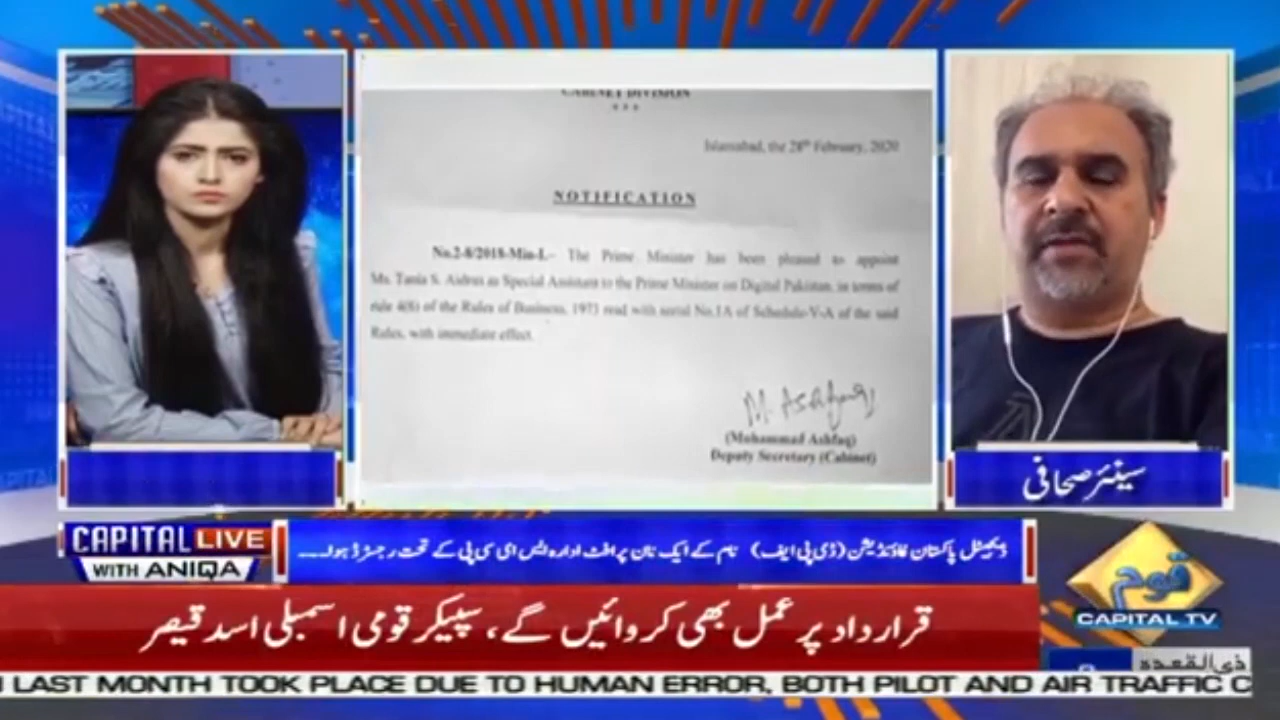 CABINET DIVISION
Islamabad, the 28th February, 2020
NOTIFICATION
No.2-8/2018-Min-I.- The Prime Minister has been pleased to appoint
Ms. Tania S. Aidrus as Special Assistant to the Prime Minister on Digital Pakistan, in terms of
rule 4(6) of the Rules of Business, 1973 read with serial No.1A of Schedule-V-A of the said
Rules, with immediate effect.
M. Ashfaq
(Muhammad Ashfaq)
Deputy Secretary (Cabinet)
سینئر صحافی
CAPITAL LIVE
WITH ANIQA
ڈیجیٹل پاکستان فاؤنڈیشن (ڈی پی ایف) نام کے ایک نان پرافٹ ادارہ ایس ای سی پی کے تحت رجسٹرڈ ہوا۔۔۔
قوم
CAPITAL TV
قرارداد پر عمل بھی کروائیں گے، سپیکر قومی اسمبلی اسد قیصر
ذی القعدہ
LAST MONTH TOOK PLACE DUE TO HUMAN ERROR, BOTH PILOT AND AIR TRAFFIC C